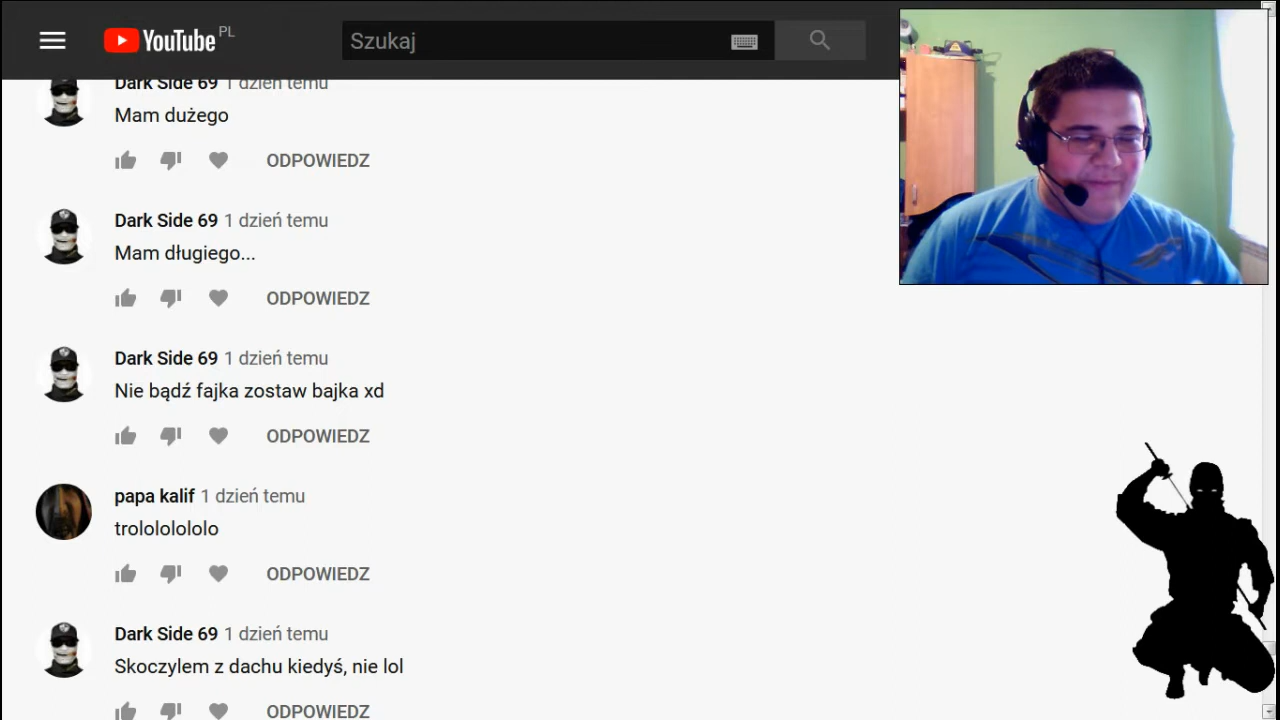 YouTube PL
Szukaj
Dark Side 69 1 dzień temu
Mam dużego
ODPOWIEDZ
Dark Side 69 1 dzień temu
Mam długiego...
ODPOWIEDZ
Dark Side 69 1 dzień temu
Nie bądź fajka zostaw bajka xd
ODPOWIEDZ
papa kalif 1 dzień temu
trolololololo
ODPOWIEDZ
Dark Side 69 1 dzień temu
Skoczylem z dachu kiedyś, nie lol
ODPOWIEDZ